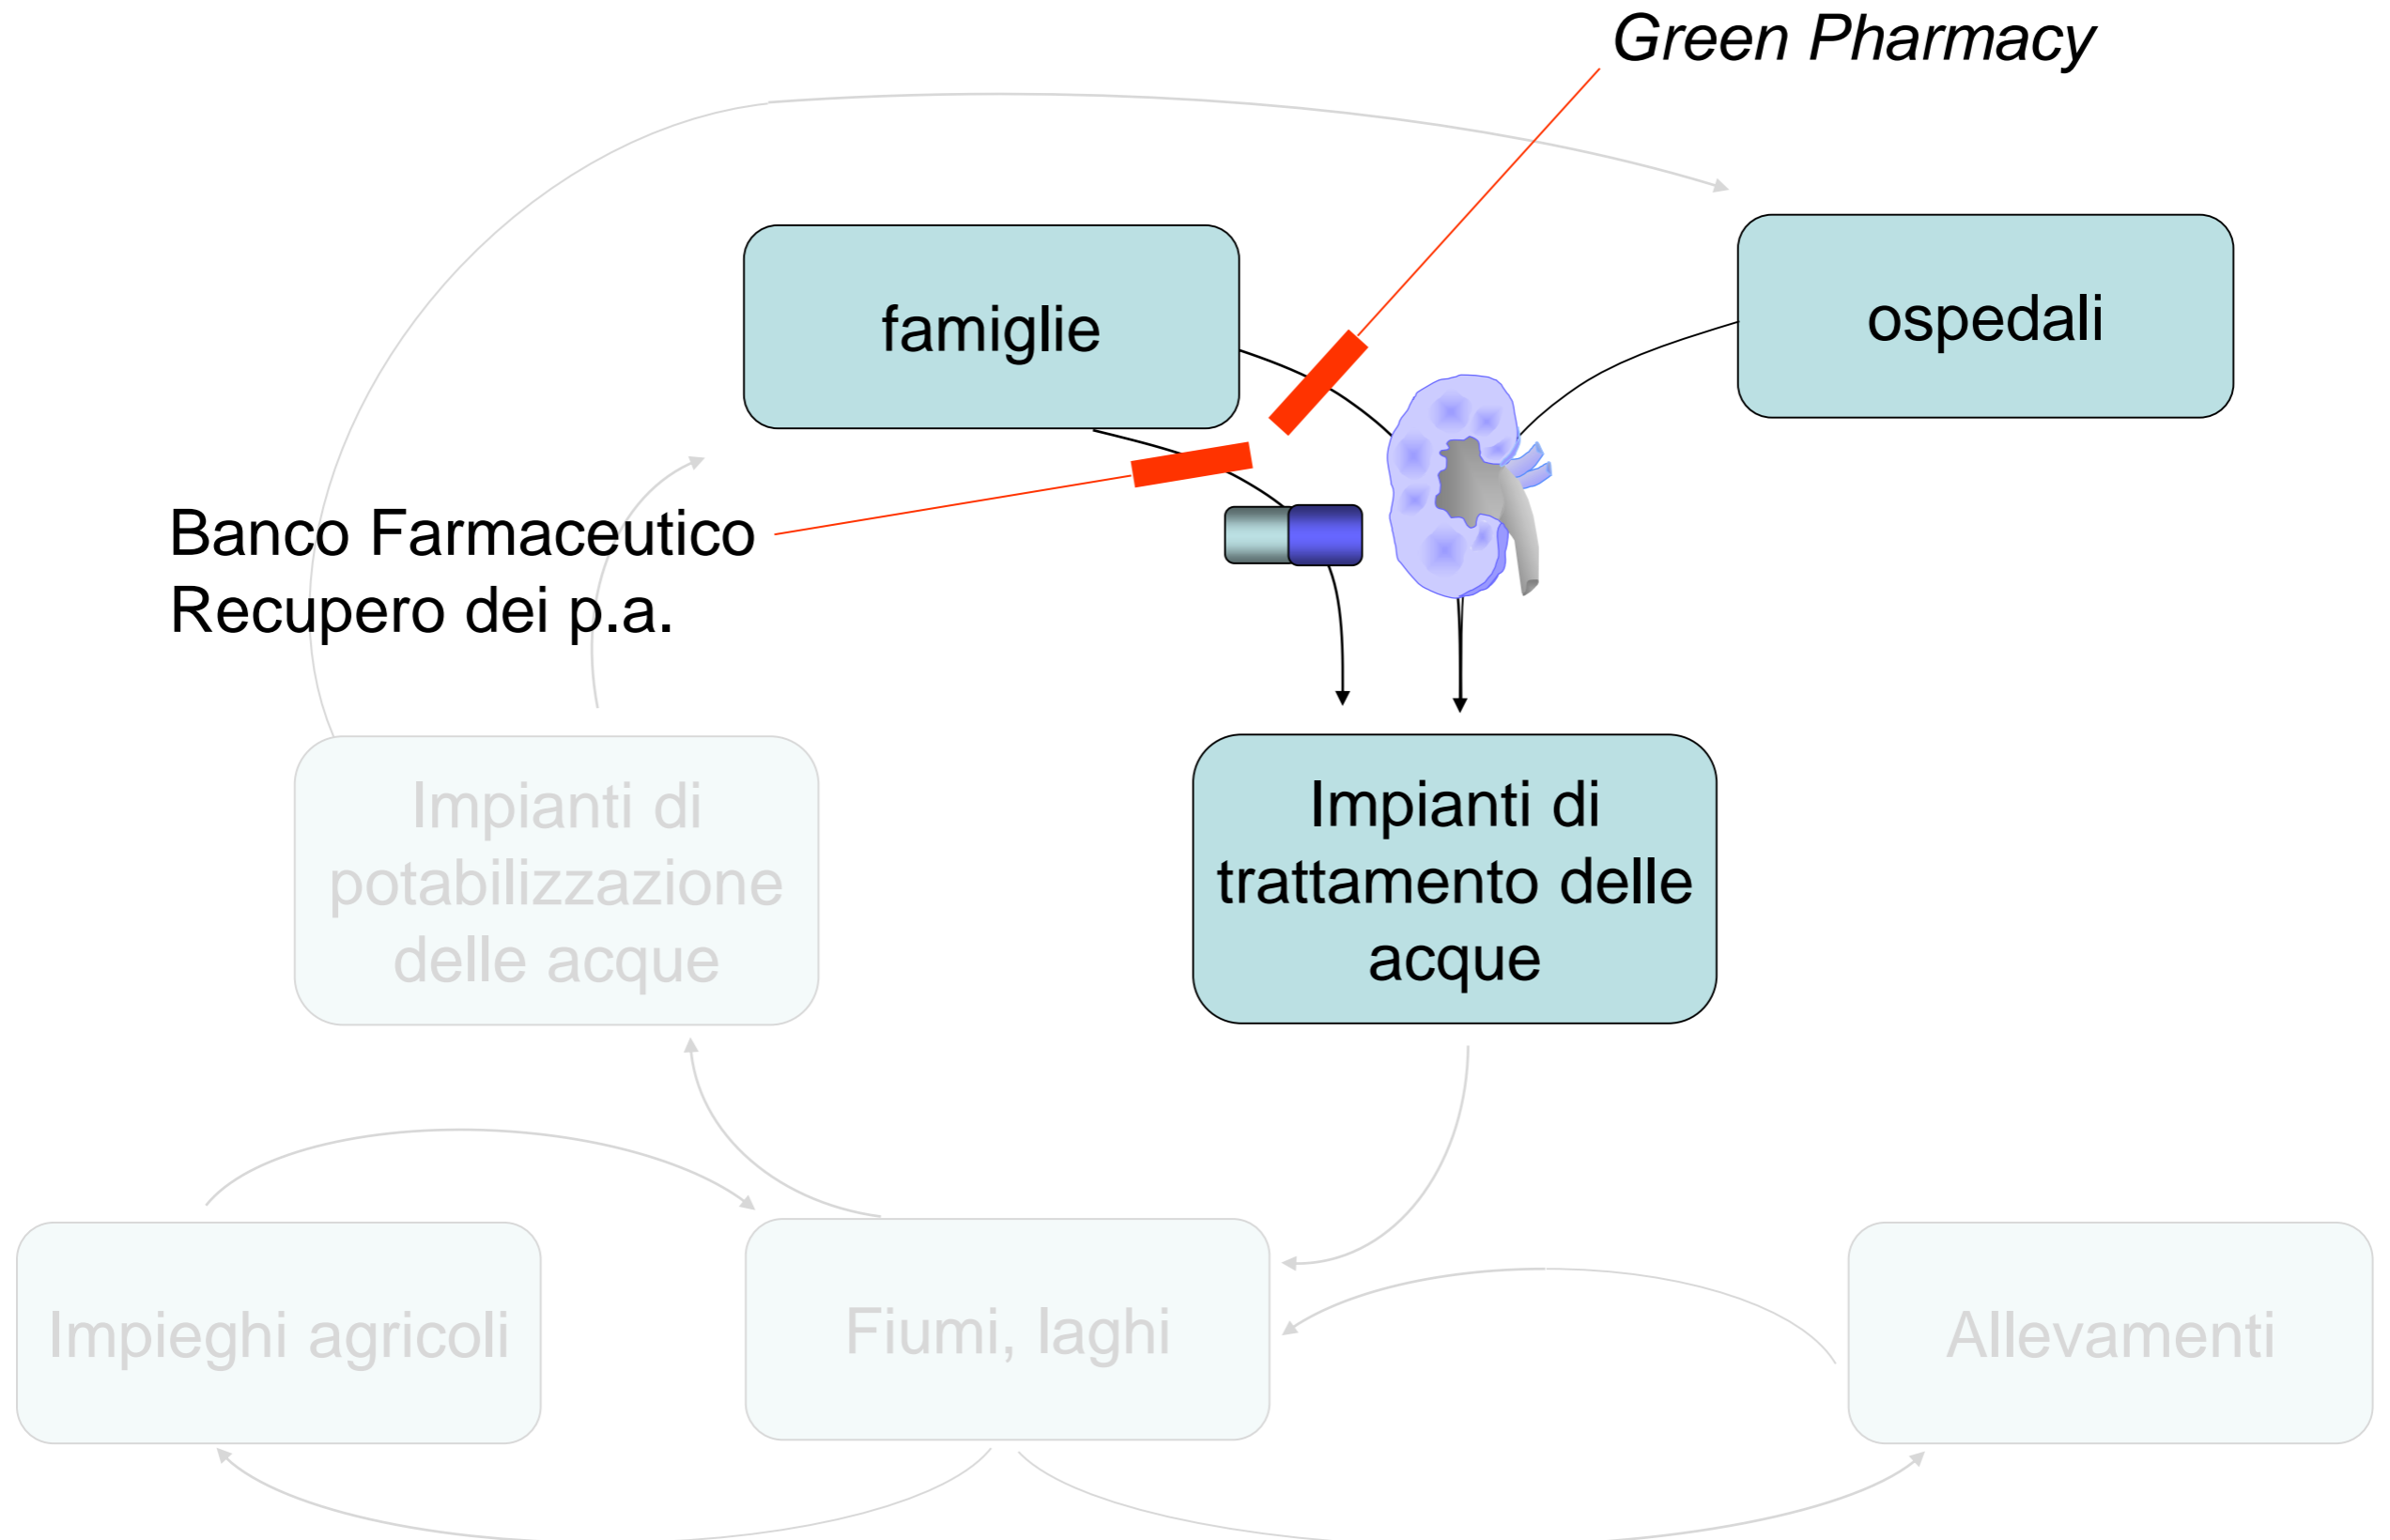 Green Pharmacy
famiglie
ospedali
Banco Farmaceutico
Recupero dei p.a.
Impianti di
potabilizzazione
delle acque
Impianti di
trattamento delle
acque
Impieghi agricoli
Fiumi, laghi
Allevamenti